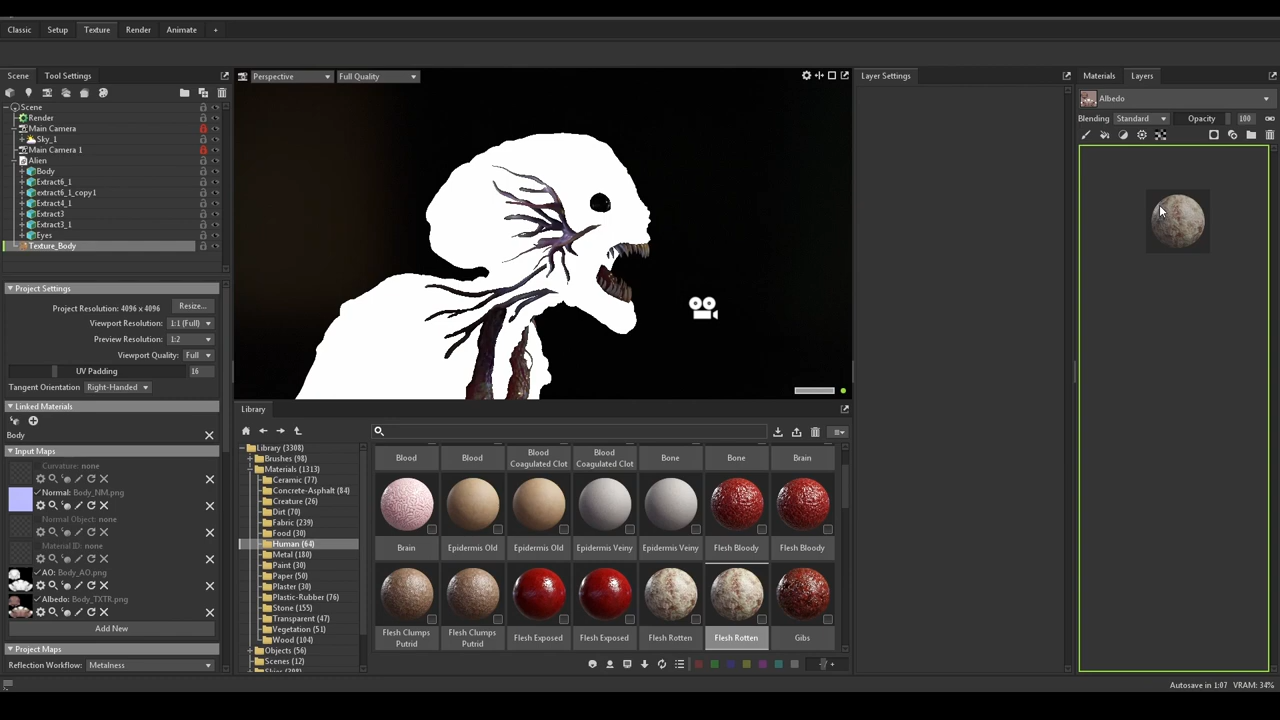 Classic Setup Texture Render Animate +
Scene Tool Settings
Scene
Render
Main Camera
Sky_1
Main Camera 1
Alien
Body
Extract6_1
extract6_1_copy1
Extract4_1
Extract3
Extract3_1
Eyes
Texture_Body
Project Settings
Project Resolution: 4096 x 4096 Resize...
Viewport Resolution: 1:1 (Full)
Preview Resolution: 1:2
Viewport Quality: Full
UV Padding 16
Tangent Orientation Right-Handed
Linked Materials
Body
Input Maps
Curvature: none
Normal: Body_NM.png
Normal Object: none
Material ID: none
AO: Body_AO.png
Albedo: Body_TXTR.png
Add New
Project Maps
Reflection Workflow: Metalness
Perspective Full Quality
Library
Library (3308)
Brushes (98)
Materials (1313)
Ceramic (77)
Concrete-Asphalt (84)
Creature (26)
Dirt (70)
Fabric (239)
Food (30)
Human (64)
Metal (180)
Paint (30)
Paper (50)
Plaster (30)
Plastic-Rubber (76)
Stone (155)
Transparent (47)
Vegetation (51)
Wood (104)
Objects (56)
Scenes (12)
Blood Blood Blood Coagulated Clot Blood Coagulated Clot Bone Bone Brain
Brain Epidermis Old Epidermis Old Epidermis Veiny Epidermis Veiny Flesh Bloody Flesh Bloody
Flesh Clumps Putrid Flesh Clumps Putrid Flesh Exposed Flesh Exposed Flesh Rotten Flesh Rotten Gibs
Layer Settings
Materials Layers
Albedo
Blending Standard Opacity 100
Autosave in 1:07 VRAM: 34%